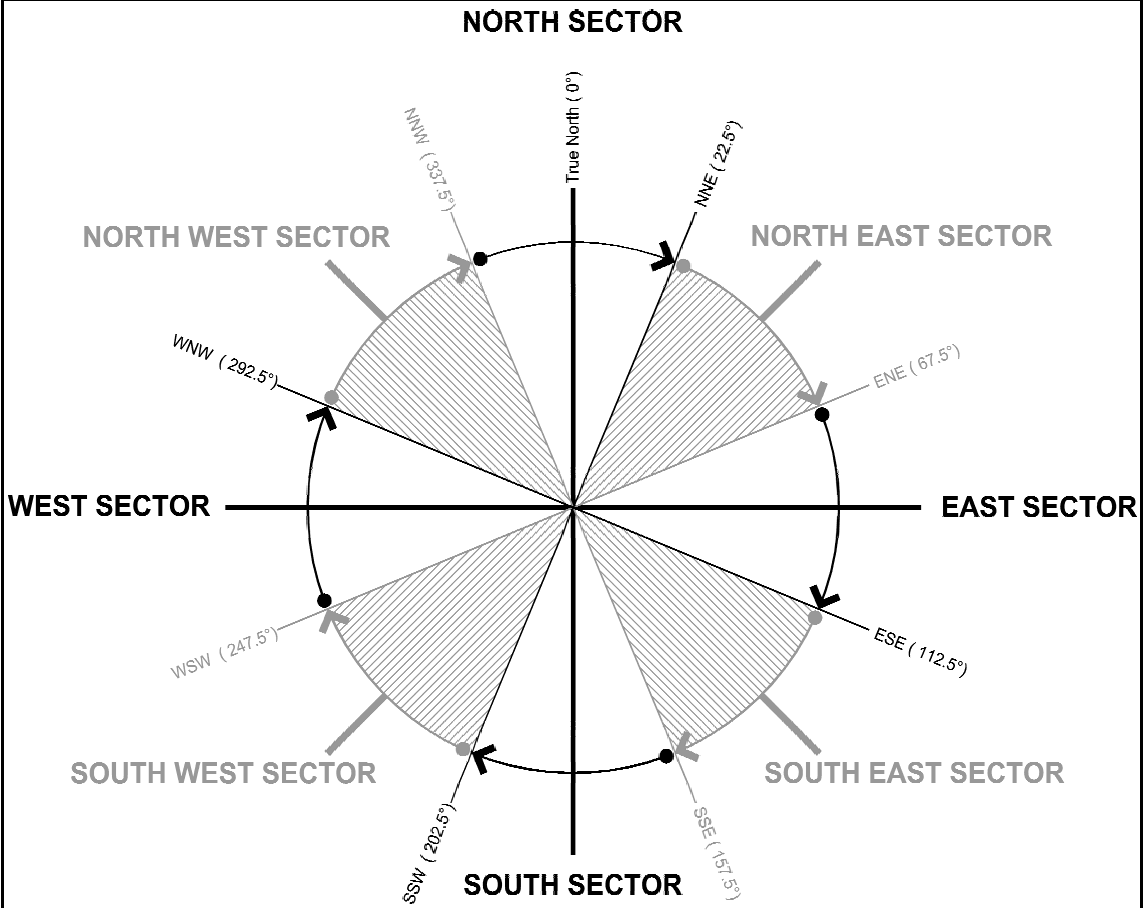 NORTH SECTOR
True North ( 0°)
NNW ( 337.5°)
NNE ( 22.5°)
NORTH WEST SECTOR
NORTH EAST SECTOR
WNW ( 292.5°)
ENE ( 67.5°)
WEST SECTOR
EAST SECTOR
WSW ( 247.5°)
ESE ( 112.5°)
SOUTH WEST SECTOR
SOUTH EAST SECTOR
SSW ( 202.5°)
SSE ( 157.5°)
SOUTH SECTOR